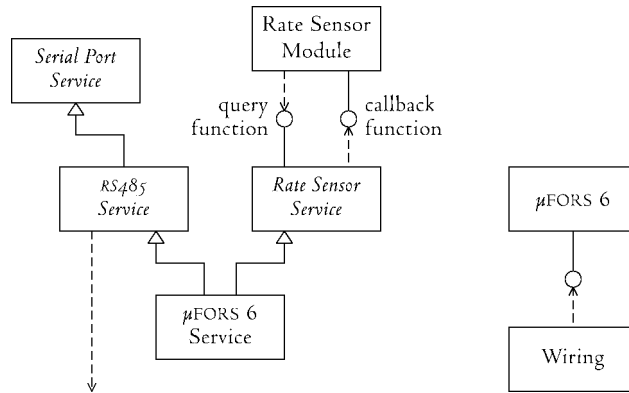 Rate Sensor
Module
Serial Port
Service
query
function
callback
function
RS485
Service
Rate Sensor
Service
µFORS 6
µFORS 6
Service
Wiring